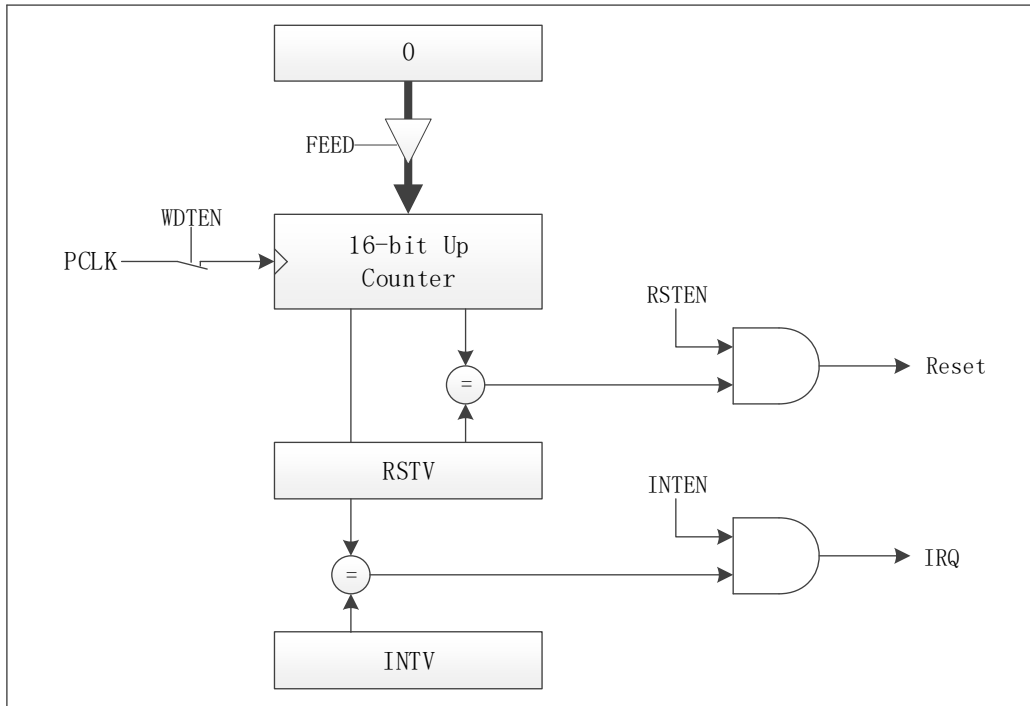 0
FEED
WDTEN
PCLK
16-bit Up
Counter
RSTEN
=
Reset
RSTV
INTEN
=
IRQ
INTV